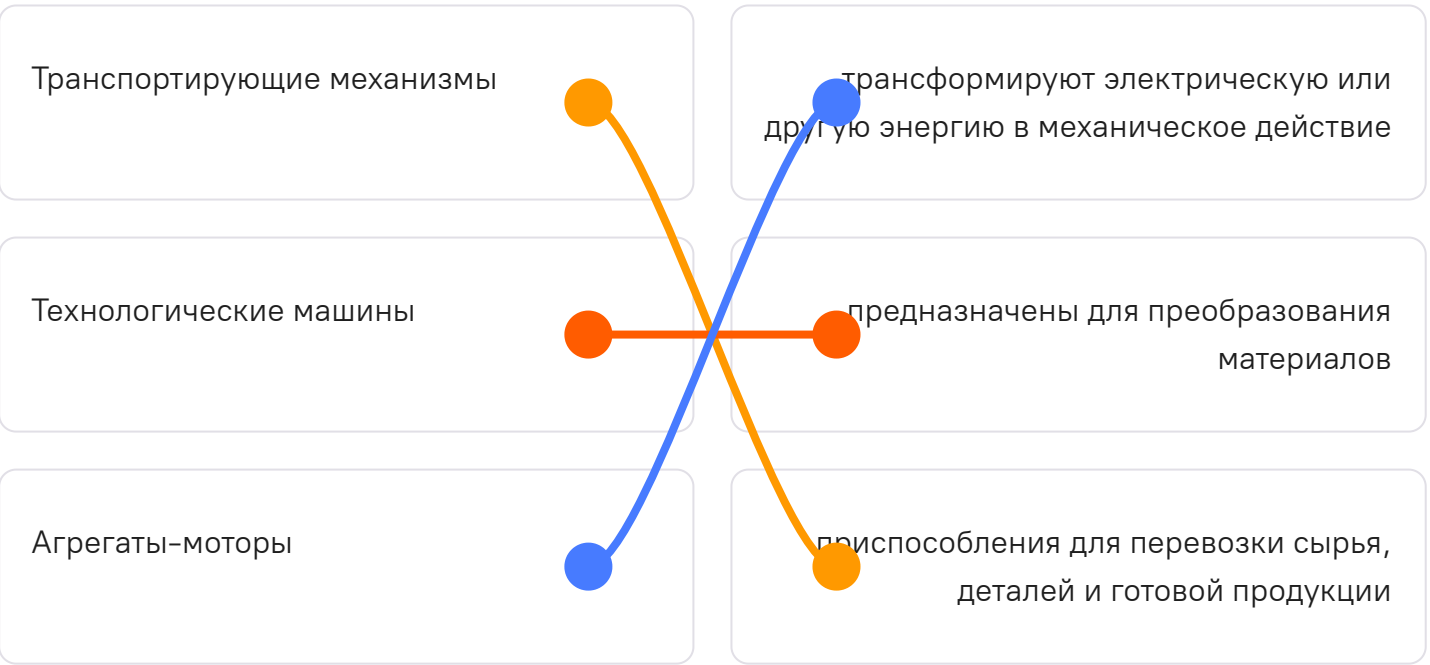 Транспортирующие механизмы
трансформируют электрическую или
другую энергию в механическое действие
Технологические машины
предназначены для преобразования
материалов
Агрегаты-моторы
приспособления для перевозки сырья,
деталей и готовой продукции